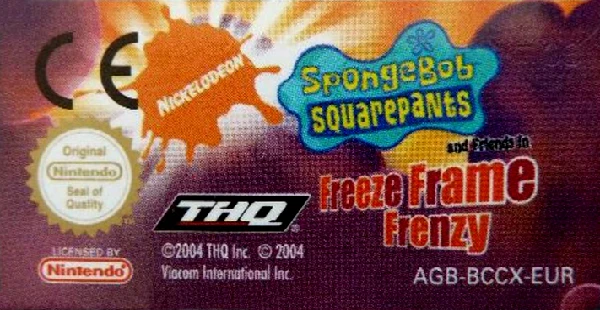 CE
NICKELODEON
SpongeBob
SQUAREPANTS
and Friends in
Freeze Frame
Frenzy
Original
Nintendo
Seal of
Quality
TM
THQ
®
LICENSED BY
Nintendo®
©2004 THQ Inc. © 2004
Viacom International Inc.
AGB-BCCX-EUR